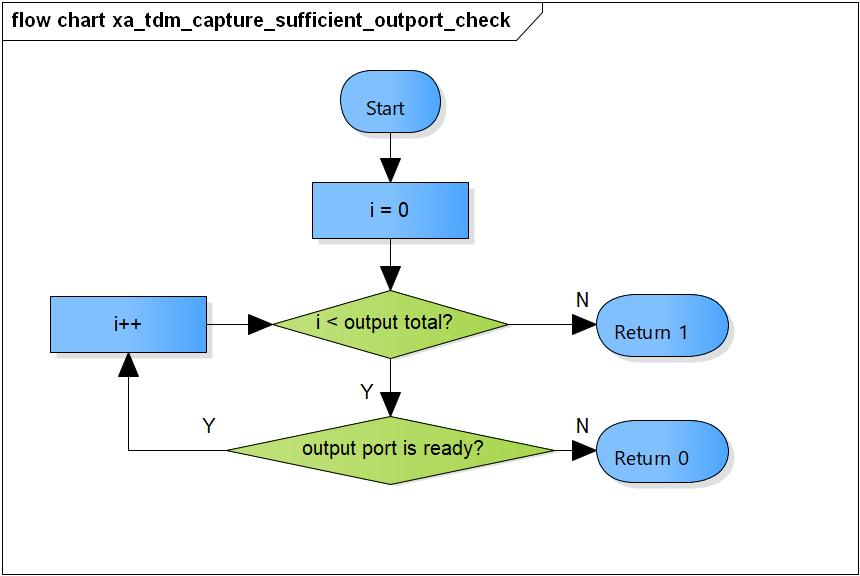 flow chart xa_tdm_capture_sufficient_outport_check
Start
i = 0
i++
i < output total?
N
Return 1
Y
Y
output port is ready?
N
Return 0